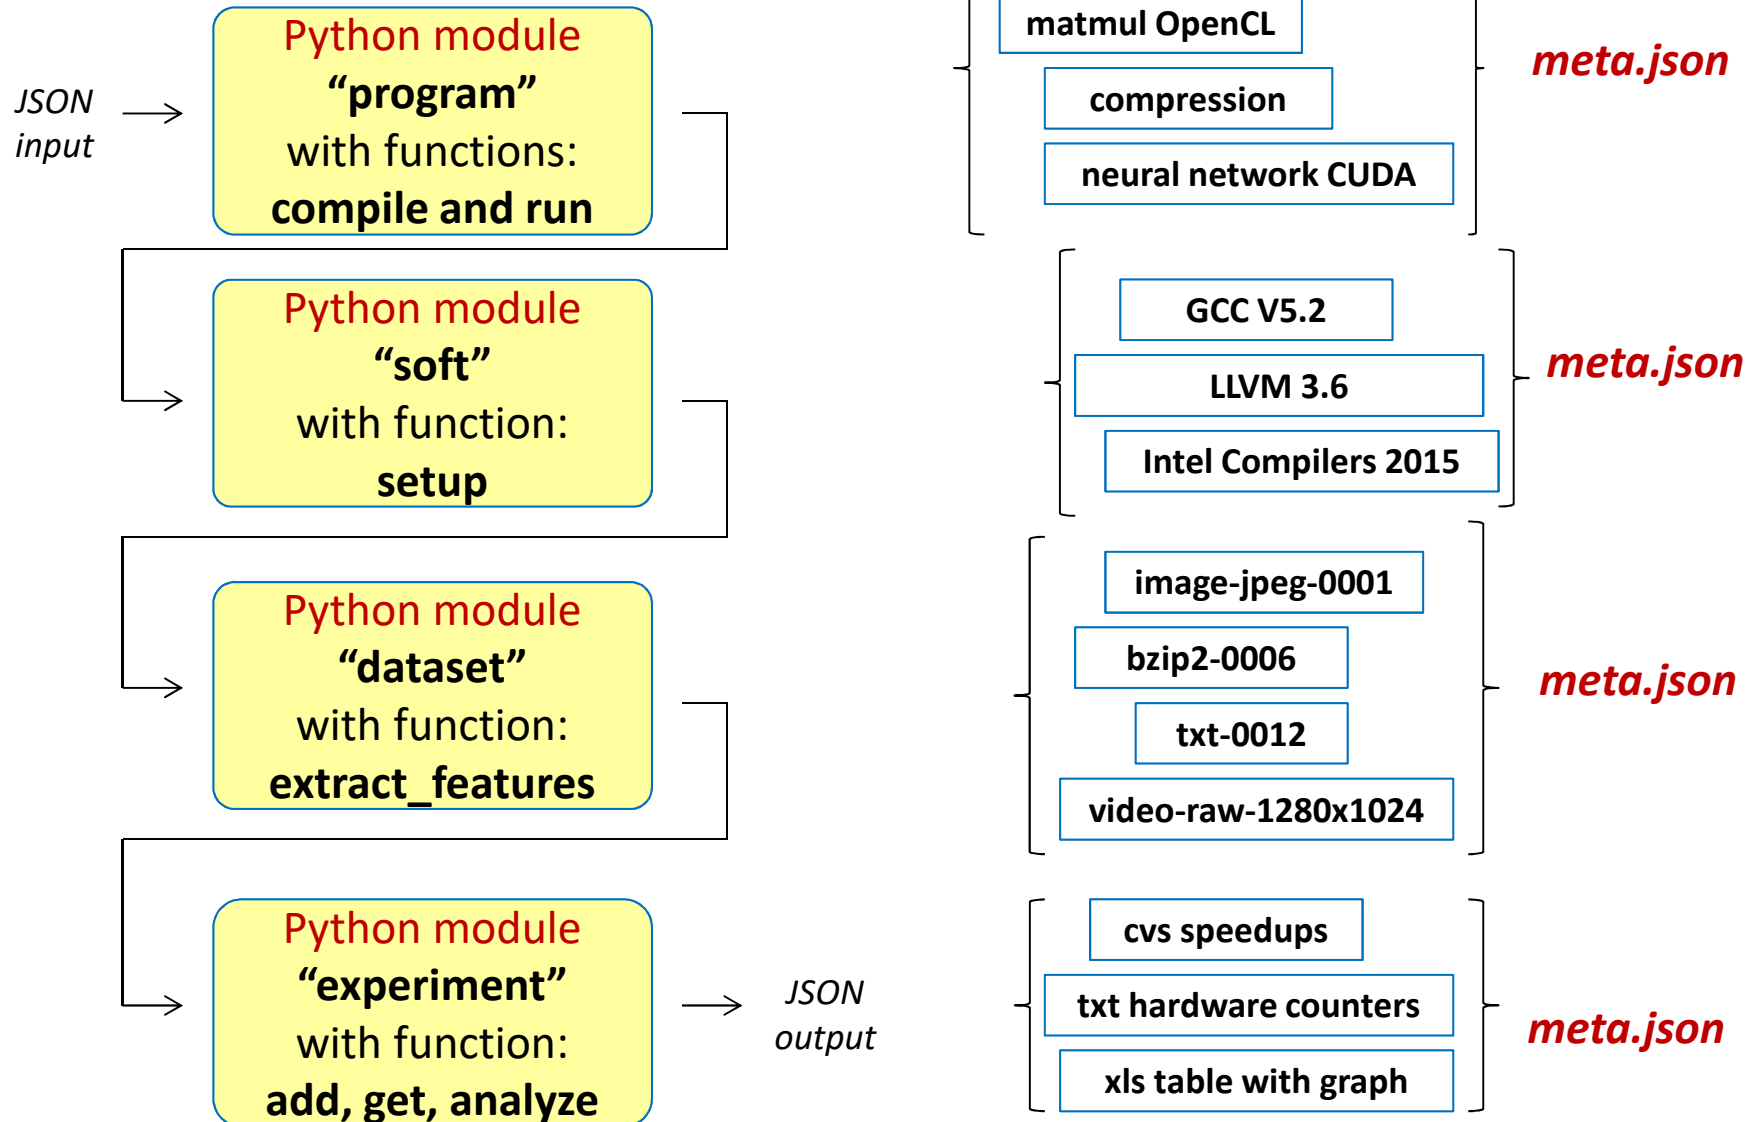 Python module
“program”
with functions:
compile and run
JSON
input
matmul OpenCL
compression
neural network CUDA
meta.json
Python module
“soft”
with function:
setup
GCC V5.2
LLVM 3.6
Intel Compilers 2015
meta.json
Python module
“dataset”
with function:
extract_features
image-jpeg-0001
bzip2-0006
txt-0012
video-raw-1280x1024
meta.json
Python module
“experiment”
with function:
add, get, analyze
JSON
output
cvs speedups
txt hardware counters
xls table with graph
meta.json